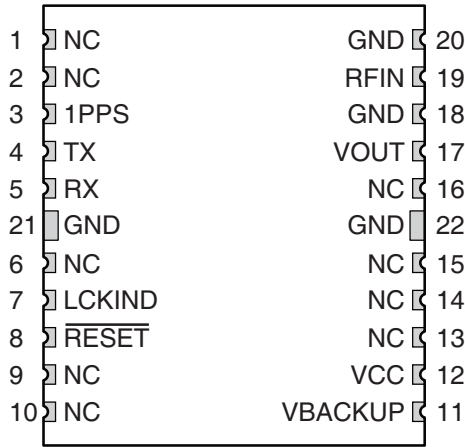 1 NC GND 20
2 NC RFIN 19
3 1PPS GND 18
4 TX VOUT 17
5 RX NC 16
21 GND GND 22
6 NC NC 15
7 LCKIND NC 14
8 RESET NC 13
9 NC VCC 12
10 NC VBACKUP 11